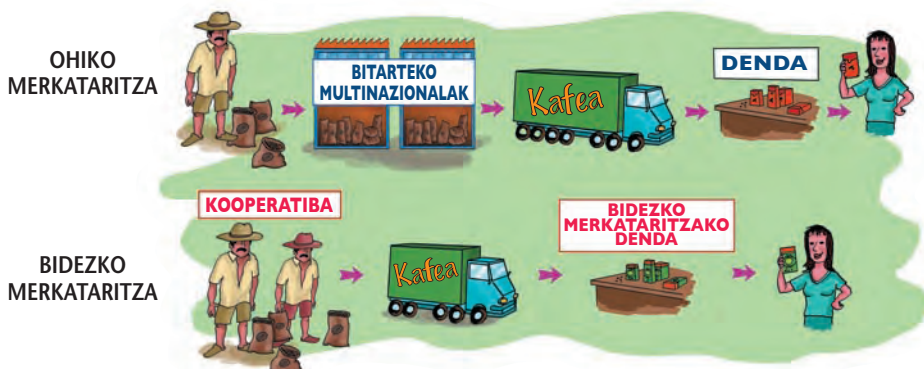 OHIKO
MERKATARITZA
BITARTEKO
MULTINAZIONALAK
Kafea
DENDA
KOOPERATIBA
BIDEZKO
MERKATARITZA
Kafea
BIDEZKO
MERKATARITZAKO
DENDA